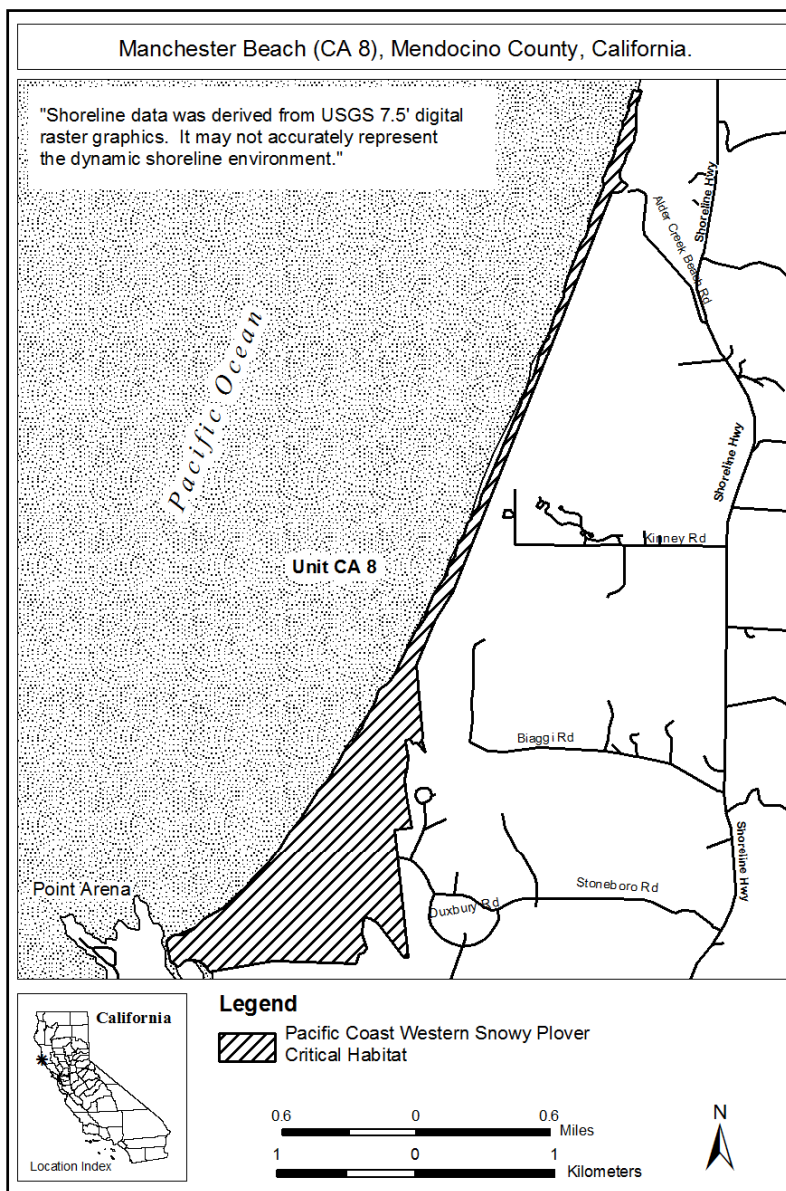 Manchester Beach (CA 8), Mendocino County, California.
"Shoreline data was derived from USGS 7.5' digital
raster graphics. It may not accurately represent
the dynamic shoreline environment."
Shoreline Hwy
Alder Creek Beach Rd
Pacific Ocean
Shoreline Hwy
Kinney Rd
Unit CA 8
Biaggi Rd
Shoreline Hwy
Point Arena
Stoneboro Rd
Duxbury Rd
California
Location Index
Legend
Pacific Coast Western Snowy Plover
Critical Habitat
0.6 0 0.6
Miles
1 0 1
Kilometers
N